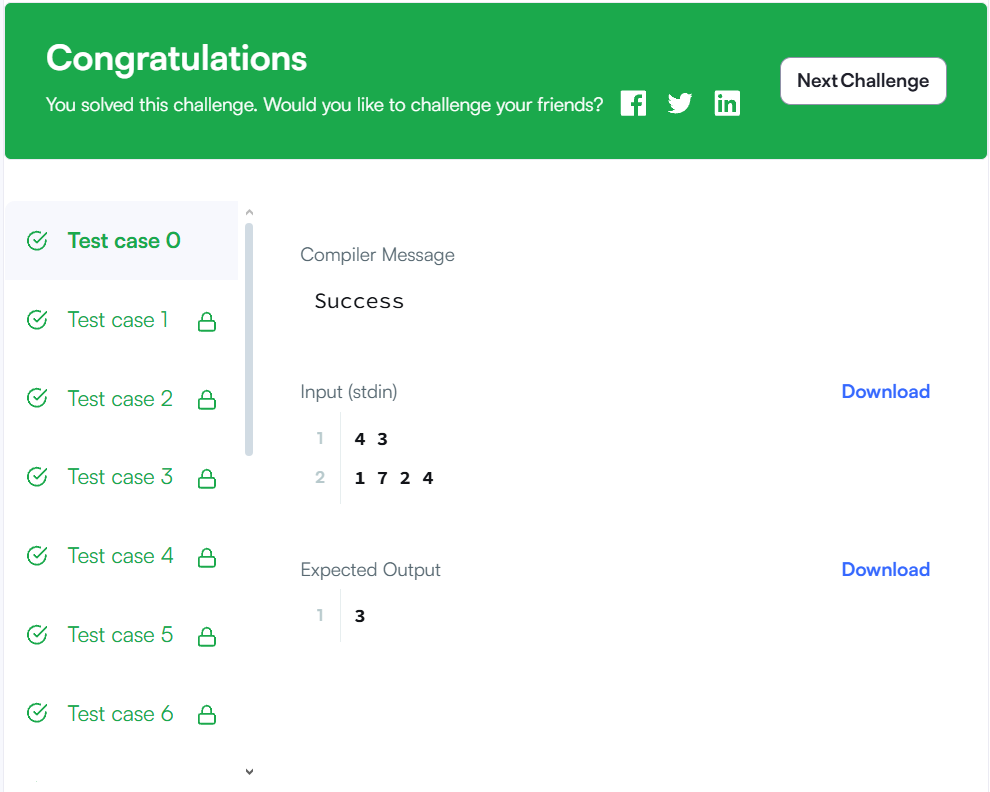 Congratulations
You solved this challenge. Would you like to challenge your friends?
Next Challenge
Test case 0
Test case 1
Test case 2
Test case 3
Test case 4
Test case 5
Test case 6
Compiler Message
Success
Input (stdin)
Download
1 4 3
2 1 7 2 4
Expected Output
Download
1 3